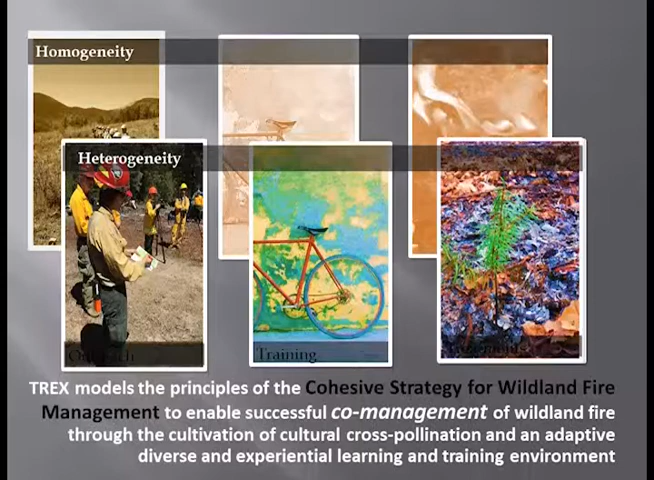 Homogeneity
Heterogeneity
Training
TREX models the principles of the Cohesive Strategy for Wildland Fire
Management to enable successful co-management of wildland fire
through the cultivation of cultural cross-pollination and an adaptive
diverse and experiential learning and training environment